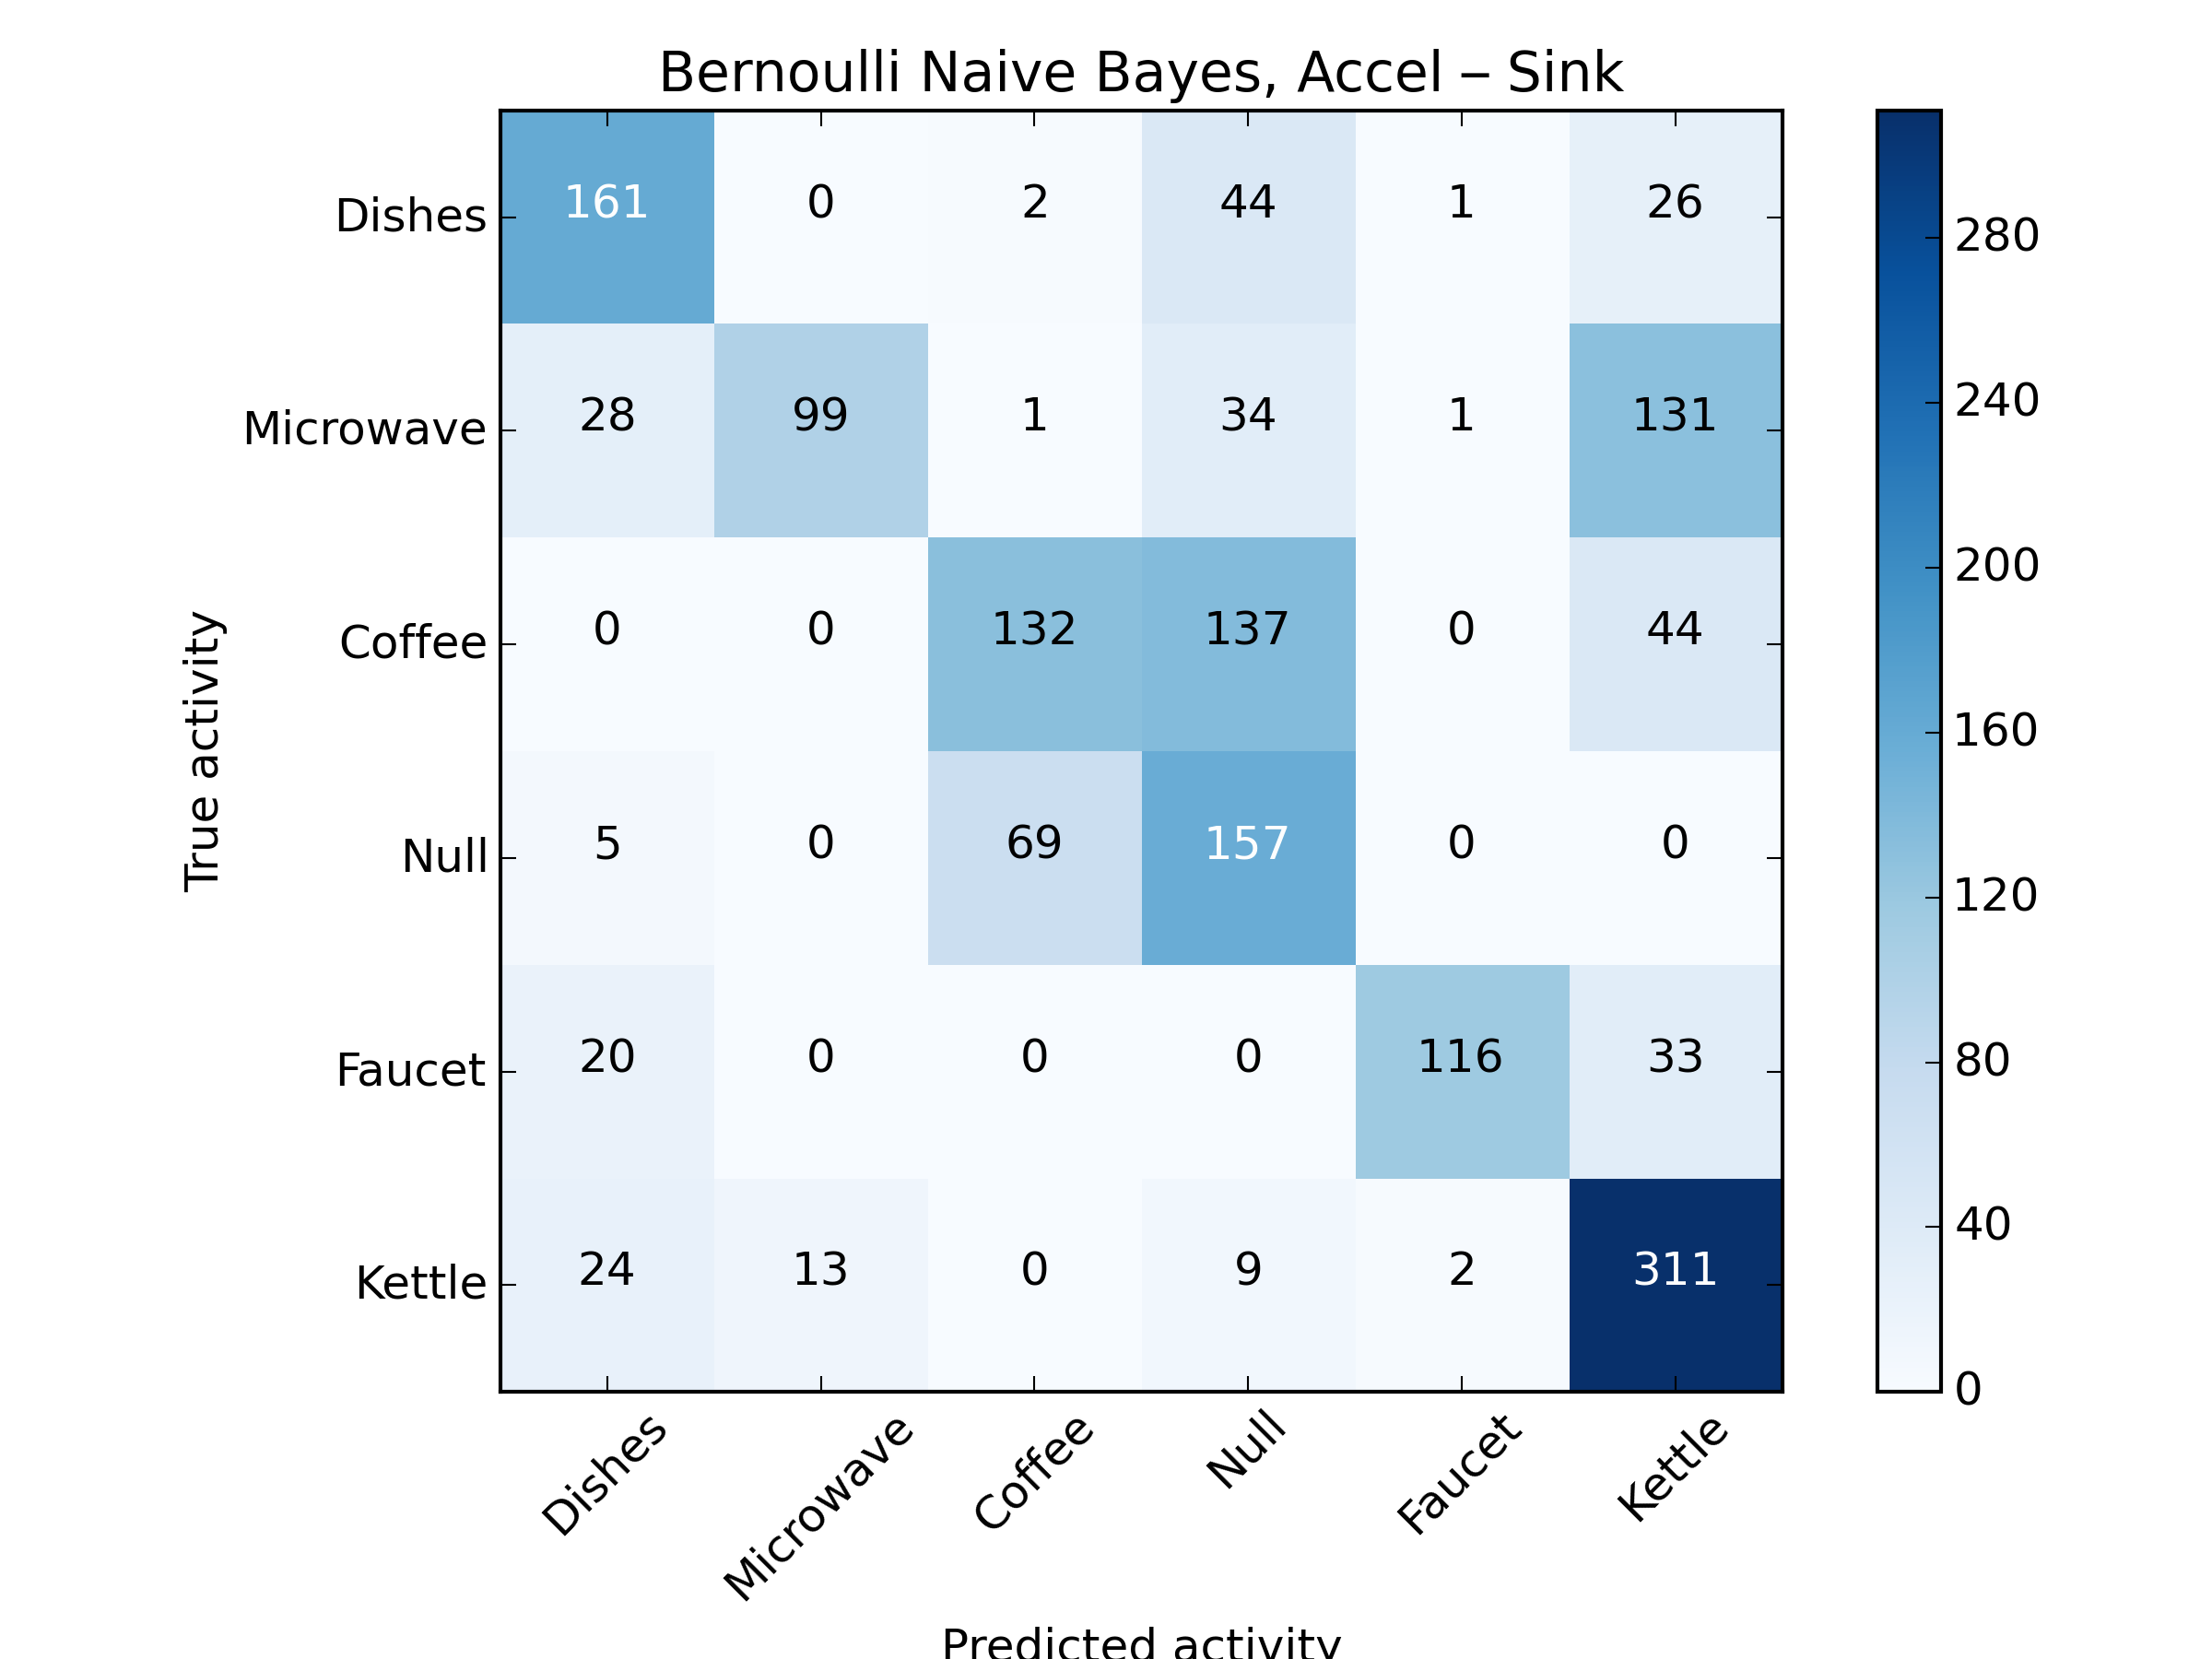 Bernoulli Naive Bayes, Accel – Sink
Dishes 161 0 2 44 1 26
Microwave 28 99 1 34 1 131
Coffee 0 0 132 137 0 44
Null 5 0 69 157 0 0
Faucet 20 0 0 0 116 33
Kettle 24 13 0 9 2 311
True activity
Dishes Microwave Coffee Null Faucet Kettle
Predicted activity
280
240
200
160
120
80
40
0